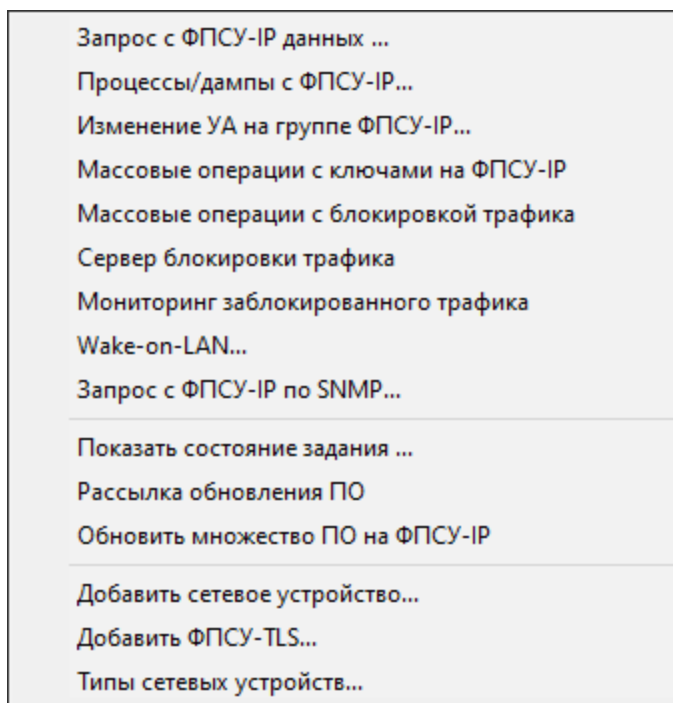 Запрос с ФПСУ-IP данных ...
Процессы/дампы с ФПСУ-IP...
Изменение УА на группе ФПСУ-IP...
Массовые операции с ключами на ФПСУ-IP
Массовые операции с блокировкой трафика
Сервер блокировки трафика
Мониторинг заблокированного трафика
Wake-on-LAN...
Запрос с ФПСУ-IP по SNMP...
Показать состояние задания ...
Рассылка обновления ПО
Обновить множество ПО на ФПСУ-IP
Добавить сетевое устройство...
Добавить ФПСУ-TLS...
Типы сетевых устройств...